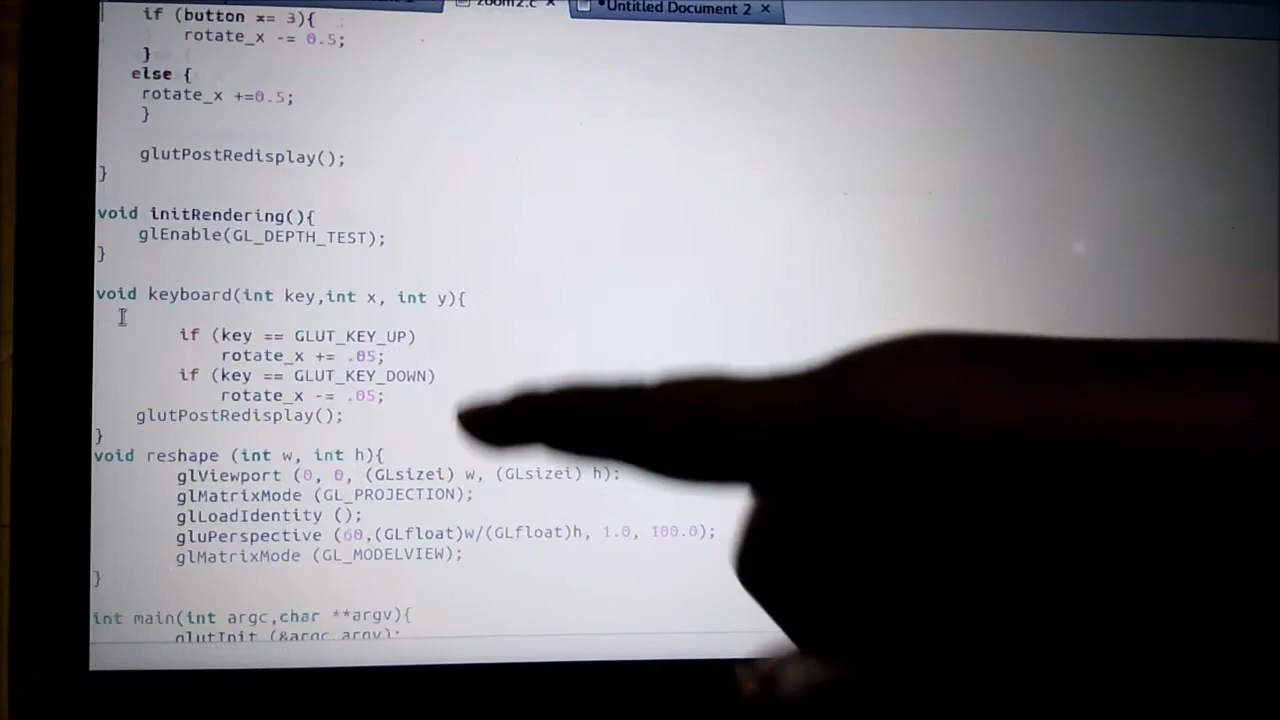 zoom2.c ×
*Untitled Document 2 ×
if (button == 3){
rotate_x -= 0.5;
}
else {
rotate_x +=0.5;
}
glutPostRedisplay();
}
void initRendering(){
glEnable(GL_DEPTH_TEST);
}
void keyboard(int key,int x, int y){
if (key == GLUT_KEY_UP)
rotate_x += .05;
if (key == GLUT_KEY_DOWN)
rotate_x -= .05;
glutPostRedisplay();
}
void reshape (int w, int h){
glViewport (0, 0, (GLsizei) w, (GLsizei) h);
glMatrixMode (GL_PROJECTION);
glLoadIdentity ();
gluPerspective (60,(GLfloat)w/(GLfloat)h, 1.0, 100.0);
glMatrixMode (GL_MODELVIEW);
}
int main(int argc,char **argv){
glutInit (&argc,argv);